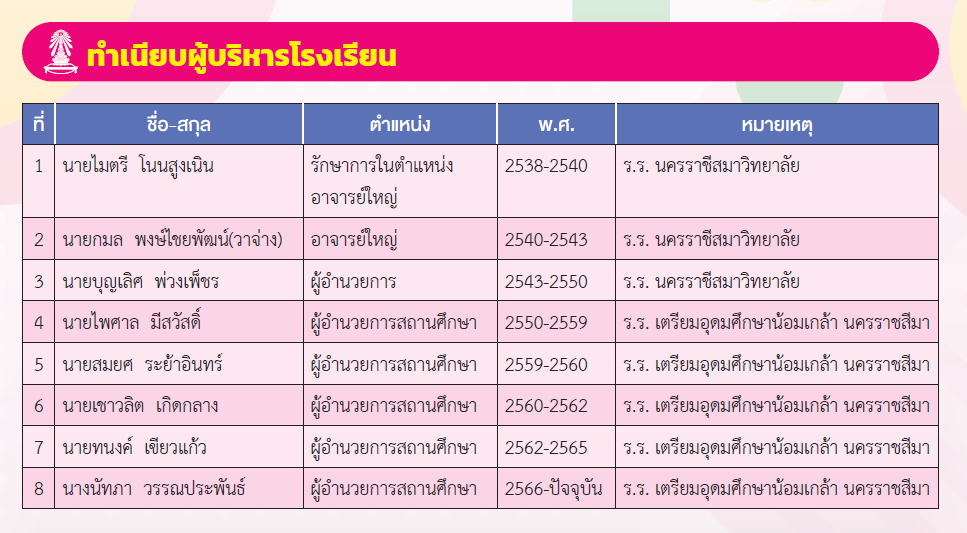 ทำเนียบผู้บริหารโรงเรียน
ที่ ชื่อ-สกุล ตำแหน่ง พ.ศ. หมายเหตุ
1 นายไมตรี โนนสูงเนิน รักษาการในตำแหน่ง 2538-2540 ร.ร. นครราชีสมาวิทยาลัย
อาจารย์ใหญ่
2 นายกมล พงษ์ไชยพัฒน์(วาจ่าง) อาจารย์ใหญ่ 2540-2543 ร.ร. นครราชีสมาวิทยาลัย
3 นายบุญเลิศ พ่วงเพ็ชร ผู้อำนวยการ 2543-2550 ร.ร. นครราชีสมาวิทยาลัย
4 นายไพศาล มีสวัสดิ์ ผู้อำนวยการสถานศึกษา 2550-2559 ร.ร. เตรียมอุดมศึกษาน้อมเกล้า นครราชสีมา
5 นายสมยศ ระย้าอินทร์ ผู้อำนวยการสถานศึกษา 2559-2560 ร.ร. เตรียมอุดมศึกษาน้อมเกล้า นครราชสีมา
6 นายเชาวลิต เกิดกลาง ผู้อำนวยการสถานศึกษา 2560-2562 ร.ร. เตรียมอุดมศึกษาน้อมเกล้า นครราชสีมา
7 นายทนงค์ เขียวแก้ว ผู้อำนวยการสถานศึกษา 2562-2565 ร.ร. เตรียมอุดมศึกษาน้อมเกล้า นครราชสีมา
8 นางนัทภา วรรณประพันธ์ ผู้อำนวยการสถานศึกษา 2566-ปัจจุบัน ร.ร. เตรียมอุดมศึกษาน้อมเกล้า นครราชสีมา